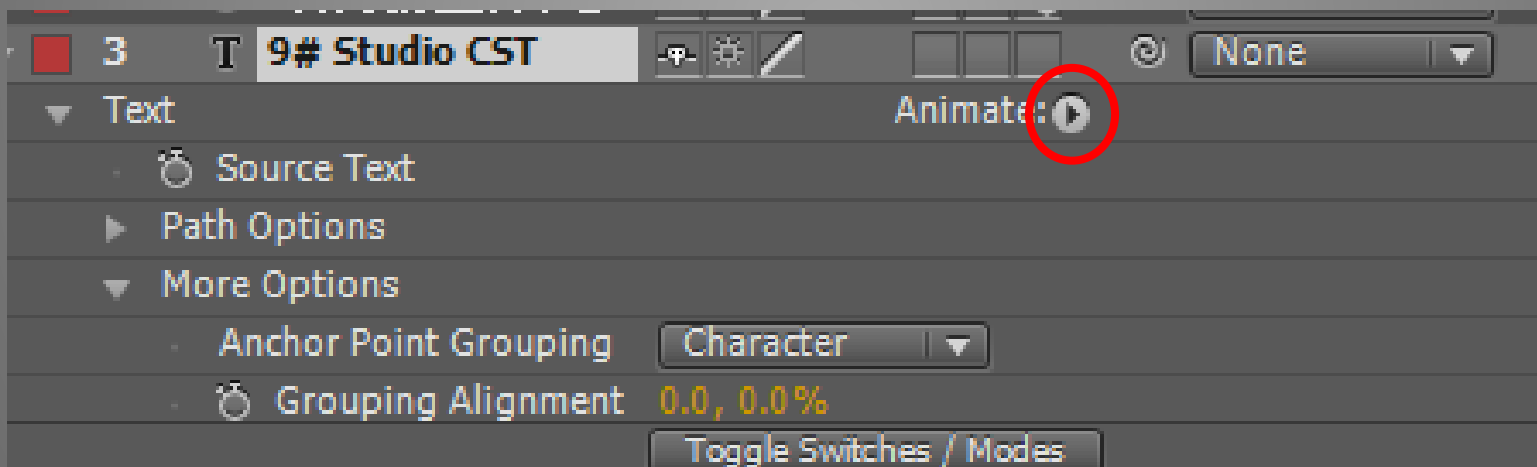 3 T 9# Studio CST None
Text Animate:
Source Text
Path Options
More Options
Anchor Point Grouping Character
Grouping Alignment 0.0, 0.0%
Toggle Switches / Modes